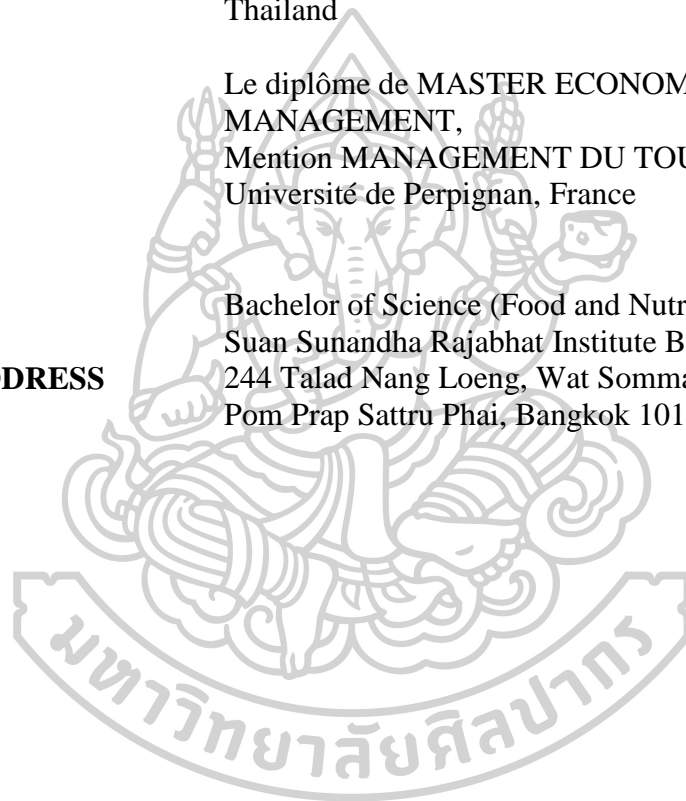 Thailand
Le diplôme de MASTER ECONOM
MANAGEMENT,
Mention MANAGEMENT DU TOU
Université de Perpignan, France
Bachelor of Science (Food and Nutr
Suan Sunandha Rajabhat Institute B
DDRESS 244 Talad Nang Loeng, Wat Somma
Pom Prap Sattru Phai, Bangkok 101
มหาวิทยาลัยศิลปากร